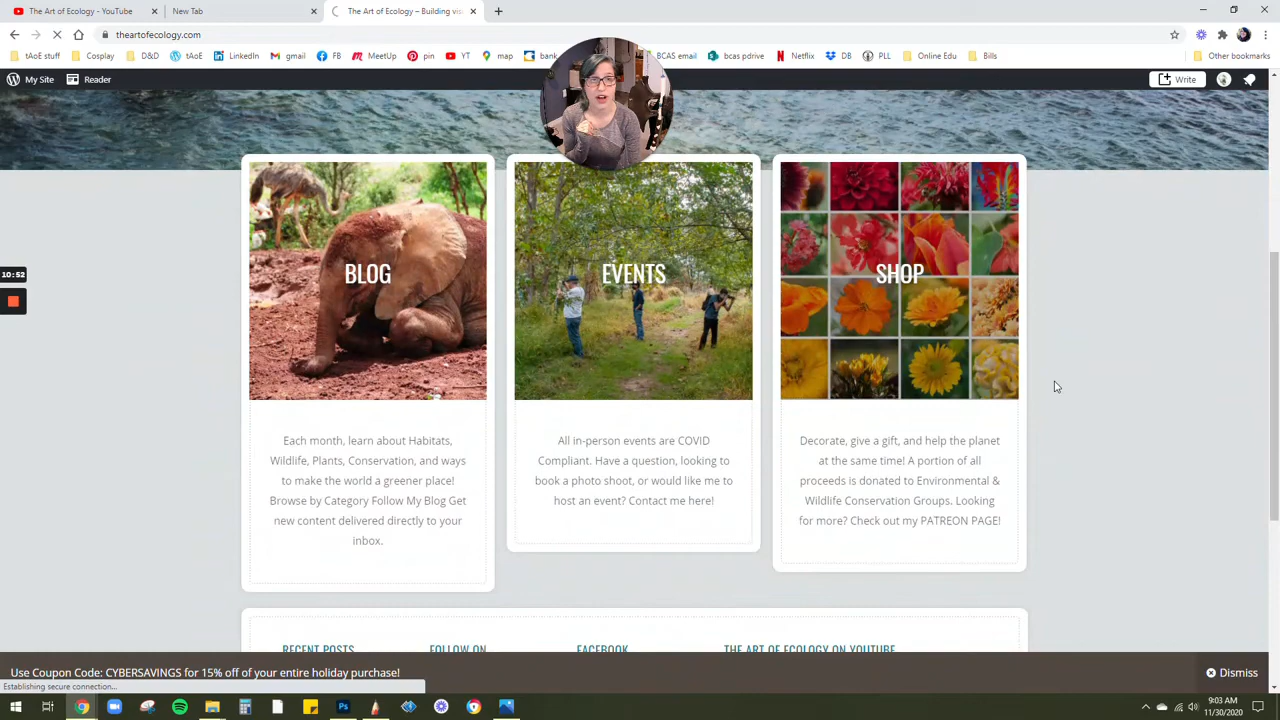 The Art of Ecology - YouTube
New Tab
The Art of Ecology – Building vis
theartofecology.com
tAoE stuff
Cosplay
D&D
tAoE
LinkedIn
gmail
FB
MeetUp
pin
YT
map
bank
BCAS email
bcas pdrive
Netflix
DB
PLL
Online Edu
Bills
Other bookmarks
My Site
Reader
Write
10:52
BLOG
Each month, learn about Habitats,
Wildlife, Plants, Conservation, and ways
to make the world a greener place!
Browse by Category Follow My Blog Get
new content delivered directly to your
inbox.
EVENTS
All in-person events are COVID
Compliant. Have a question, looking to
book a photo shoot, or would like me to
host an event? Contact me here!
SHOP
Decorate, give a gift, and help the planet
at the same time! A portion of all
proceeds is donated to Environmental &
Wildlife Conservation Groups. Looking
for more? Check out my PATREON PAGE!
RECENT POSTS
FOLLOW ON
FACEBOOK
THE ART OF ECOLOGY ON YOUTUBE
Use Coupon Code: CYBERSAVINGS for 15% off of your entire holiday purchase!
Dismiss
Establishing secure connection...
9:03 AM
11/30/2020